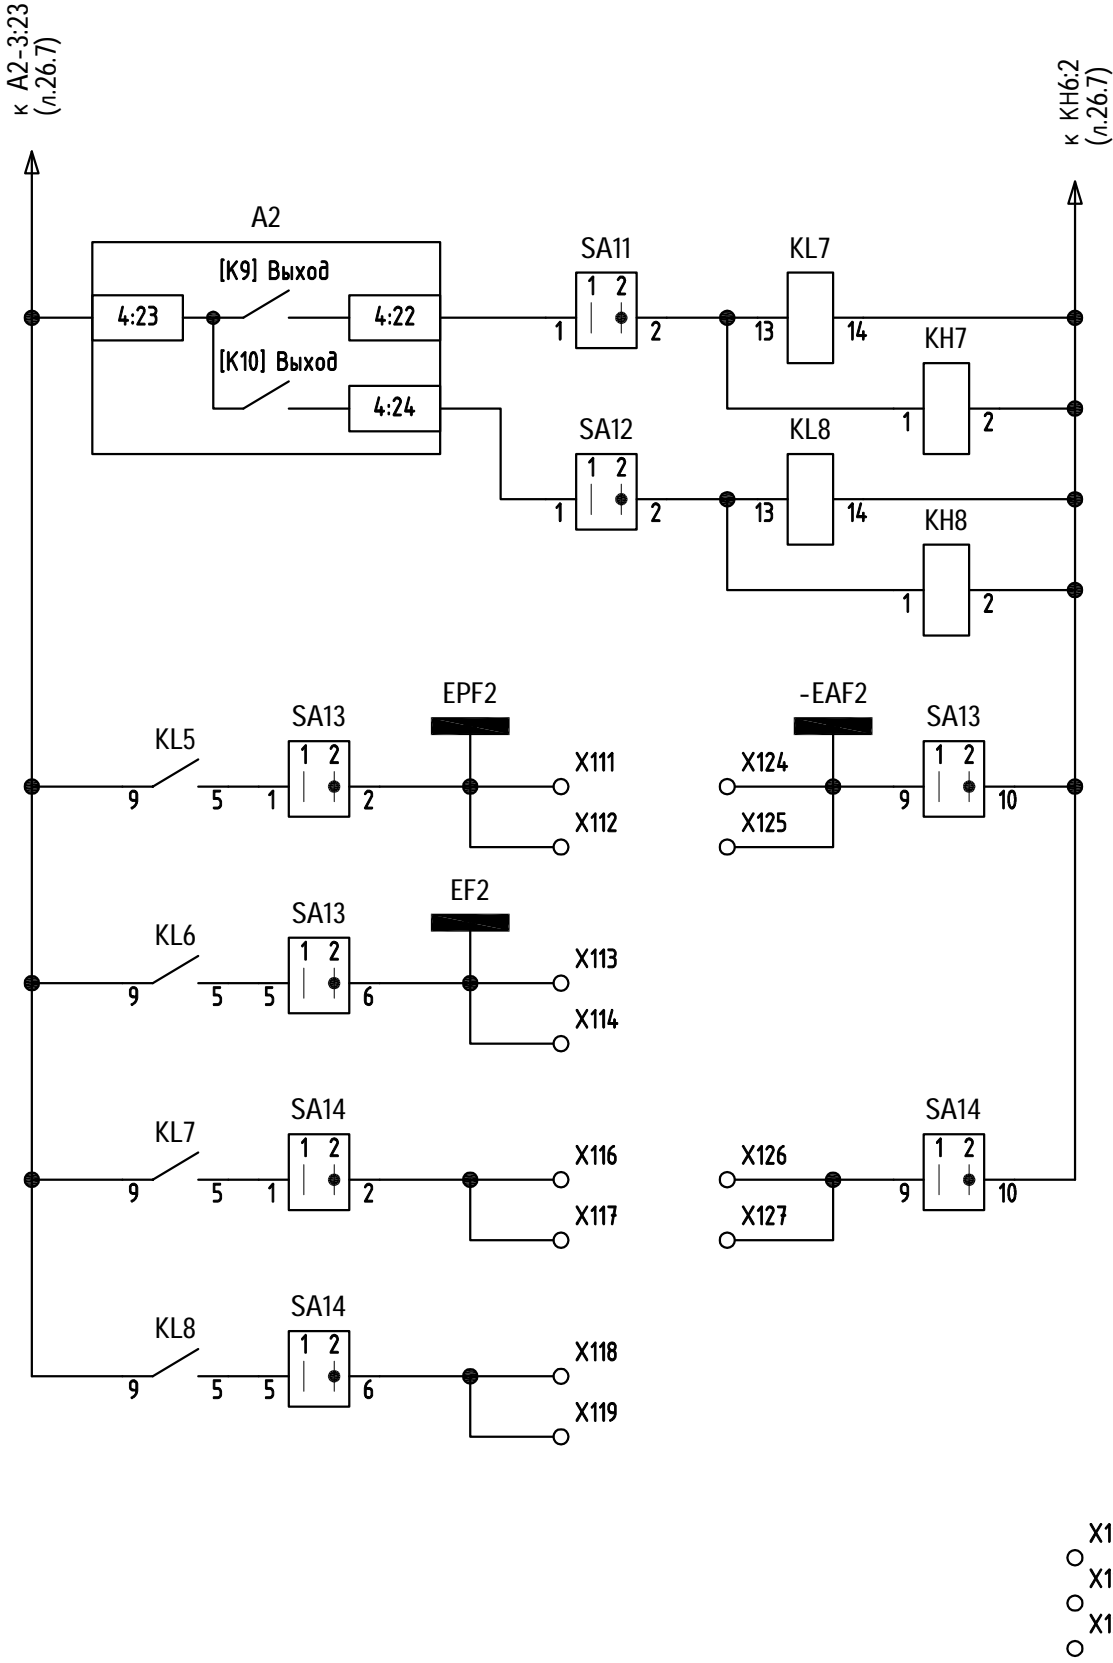 к A2-3:23
(л.26.7)
к KH6:2
(л.26.7)
A2
[K9] Выход
4:23
4:22
[K10] Выход
4:24
SA11
1 2
1
2
KL7
13
14
KH7
1
2
SA12
1 2
1
2
KL8
13
14
KH8
1
2
KL5
9
5
SA13
1 2
1
2
EPF2
X111
X112
-EAF2
X124
X125
SA13
1 2
9
10
KL6
9
5
SA13
1 2
5
6
EF2
X113
X114
KL7
9
5
SA14
1 2
1
2
X116
X117
X126
X127
SA14
1 2
9
10
KL8
9
5
SA14
1 2
5
6
X118
X119
X1
X1
X1